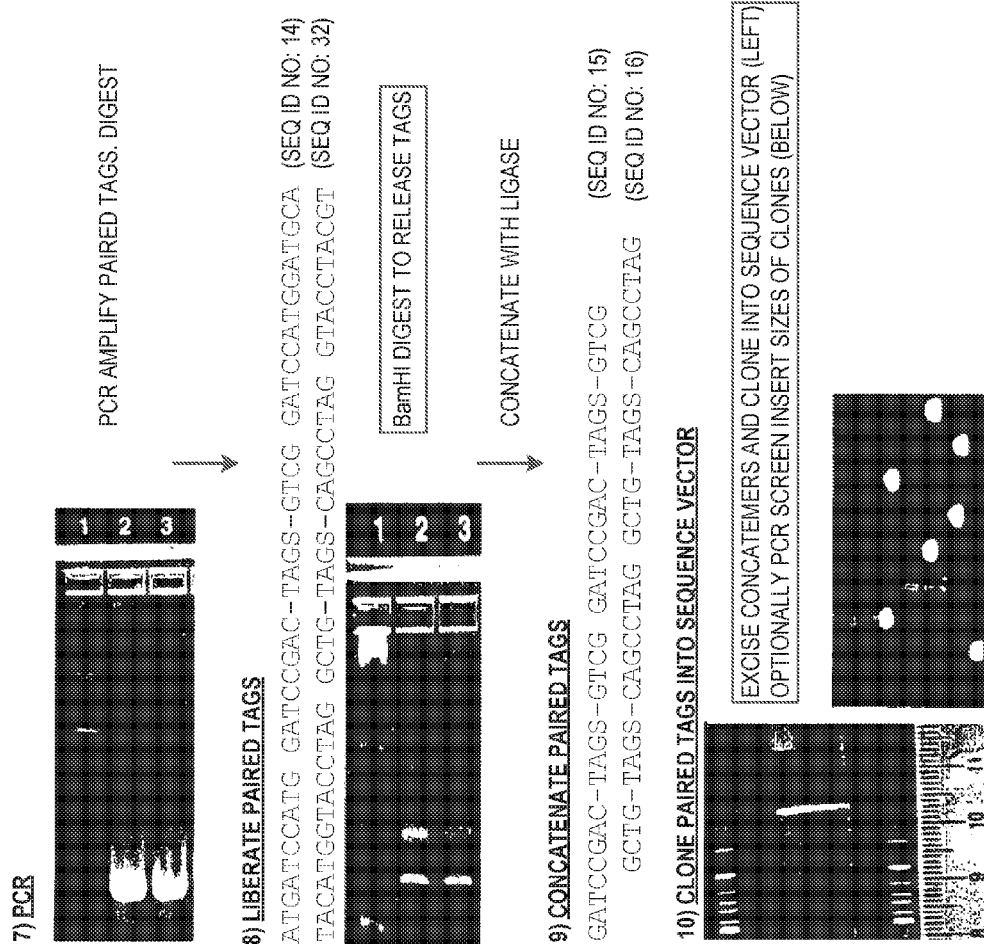 7) PCR
1
2
3
PCR AMPLIFY PAIRED TAGS. DIGEST
8) LIBERATE PAIRED TAGS
ATGATCCATG GATCCGAC-TAGS-GTCG GATCCATGGATGCA (SEQ ID NO: 14)
TACATGGTACCTAG GCTG-TAGS-CAGCCTAG GTACCTACGT (SEQ ID NO: 32)
1
2
3
BamHI DIGEST TO RELEASE TAGS
CONCATENATE WITH LIGASE
9) CONCATENATE PAIRED TAGS
GATCCGAC-TAGS-GTCG GATCCGAC-TAGS-GTCG (SEQ ID NO: 15)
GCTG-TAGS-CAGCCTAG GCTG-TAGS-CAGCCTAG (SEQ ID NO: 16)
10) CLONE PAIRED TAGS INTO SEQUENCE VECTOR
EXCISE CONCATEMERS AND CLONE INTO SEQUENCE VECTOR (LEFT)
OPTIONALLY PCR SCREEN INSERT SIZES OF CLONES (BELOW)
8 9 10 11